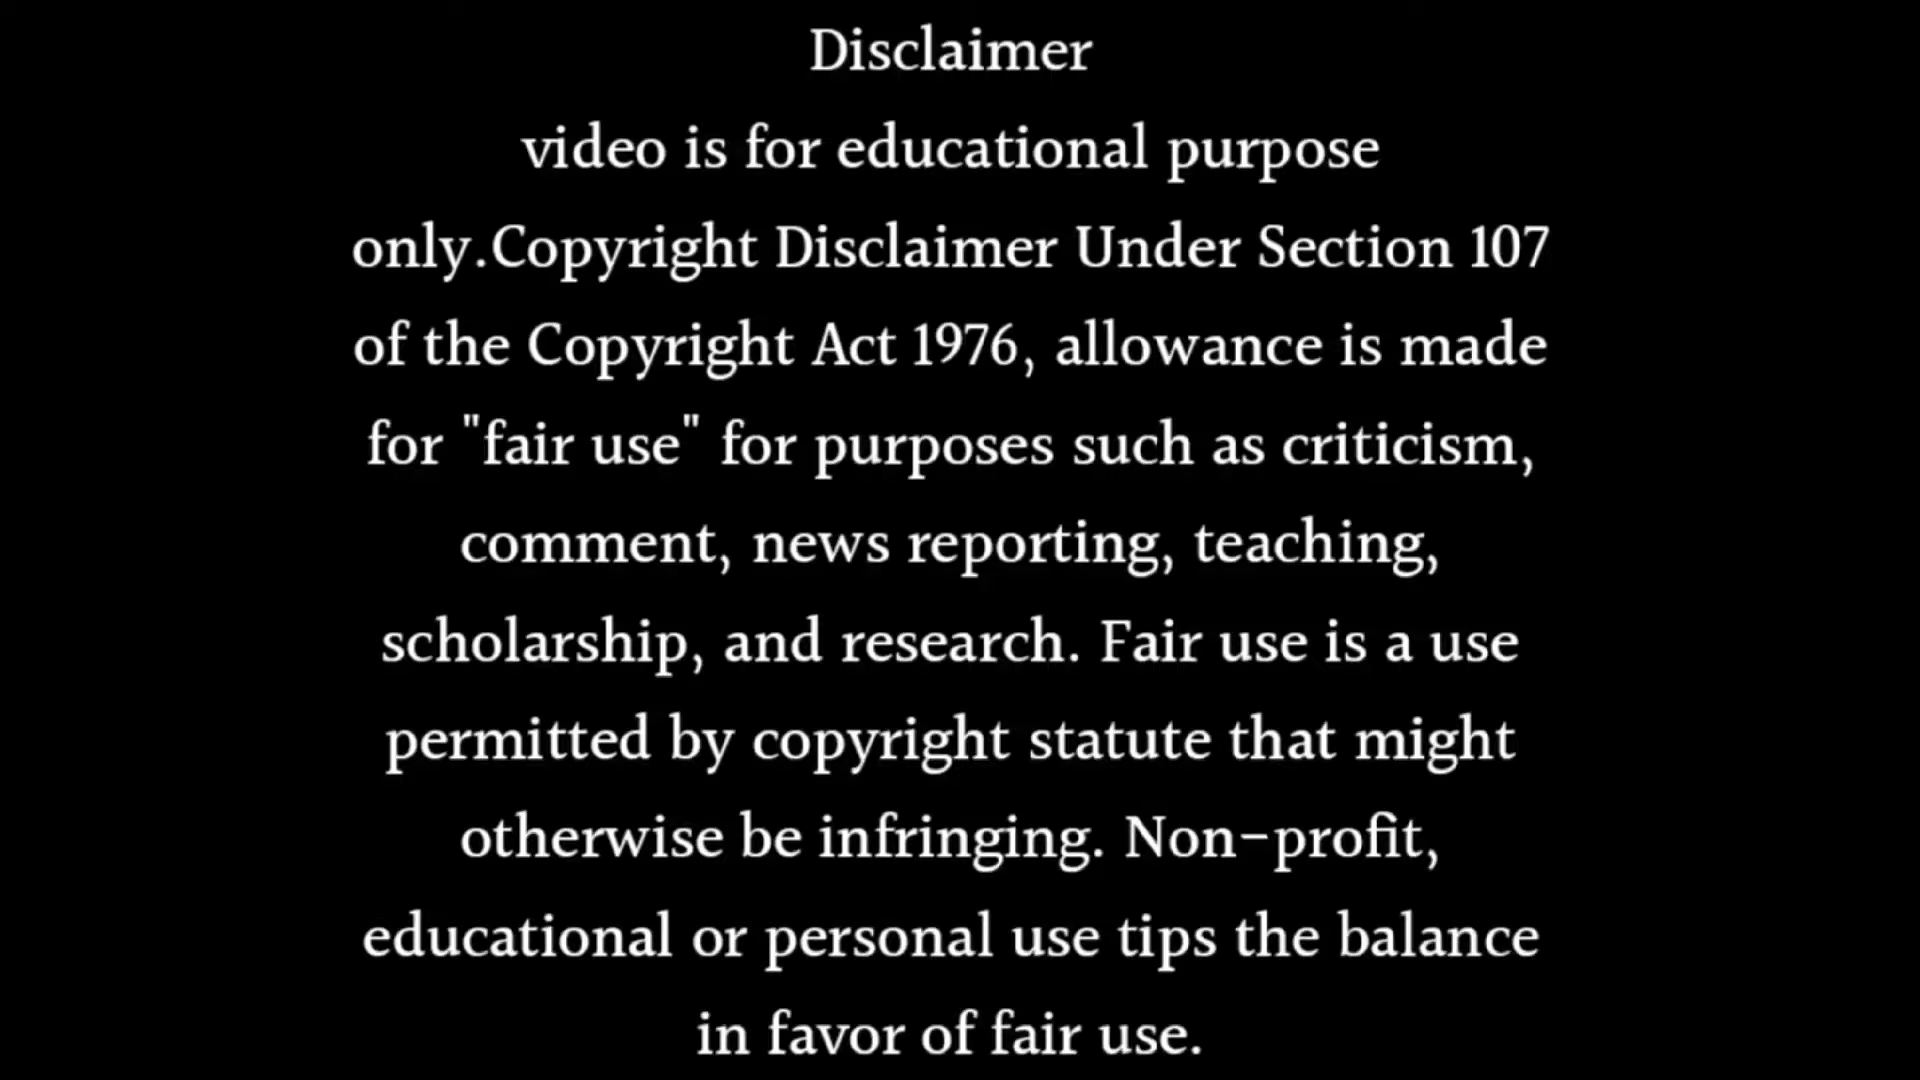 Disclaimer
video is for educational purpose
only.Copyright Disclaimer Under Section 107
of the Copyright Act 1976, allowance is made
for "fair use" for purposes such as criticism,
comment, news reporting, teaching,
scholarship, and research. Fair use is a use
permitted by copyright statute that might
otherwise be infringing. Non-profit,
educational or personal use tips the balance
in favor of fair use.